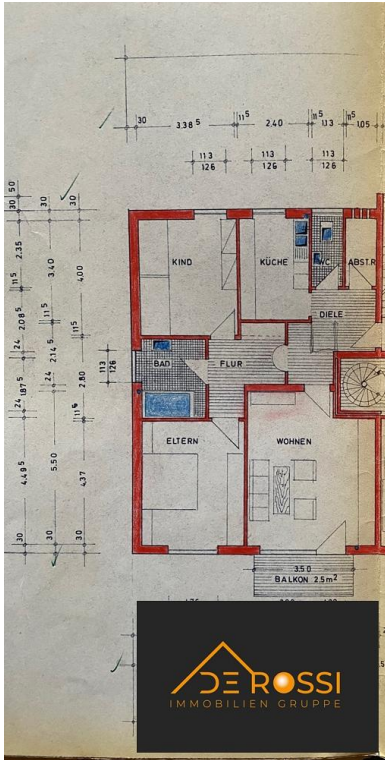 30 3.38⁵ 11⁵ 2.40 11⁵ 1.13 11⁵ 1.05
113 113 113
126 126 126
30 50
30
30
2.35
3.40
4.00
11⁵
2.08⁵
11⁵
11⁵
24
2.14⁵
24
1.87⁵
24
2.80
11⁶
113
126
4.49⁵
5.50
4.37
30
30
30
KIND
KÜCHE
WC
ABST.R
DIELE
BAD
FLUR
ELTERN
WOHNEN
3.50
BALKON 2.5m²
DE ROSSI
IMMOBILIEN GRUPPE